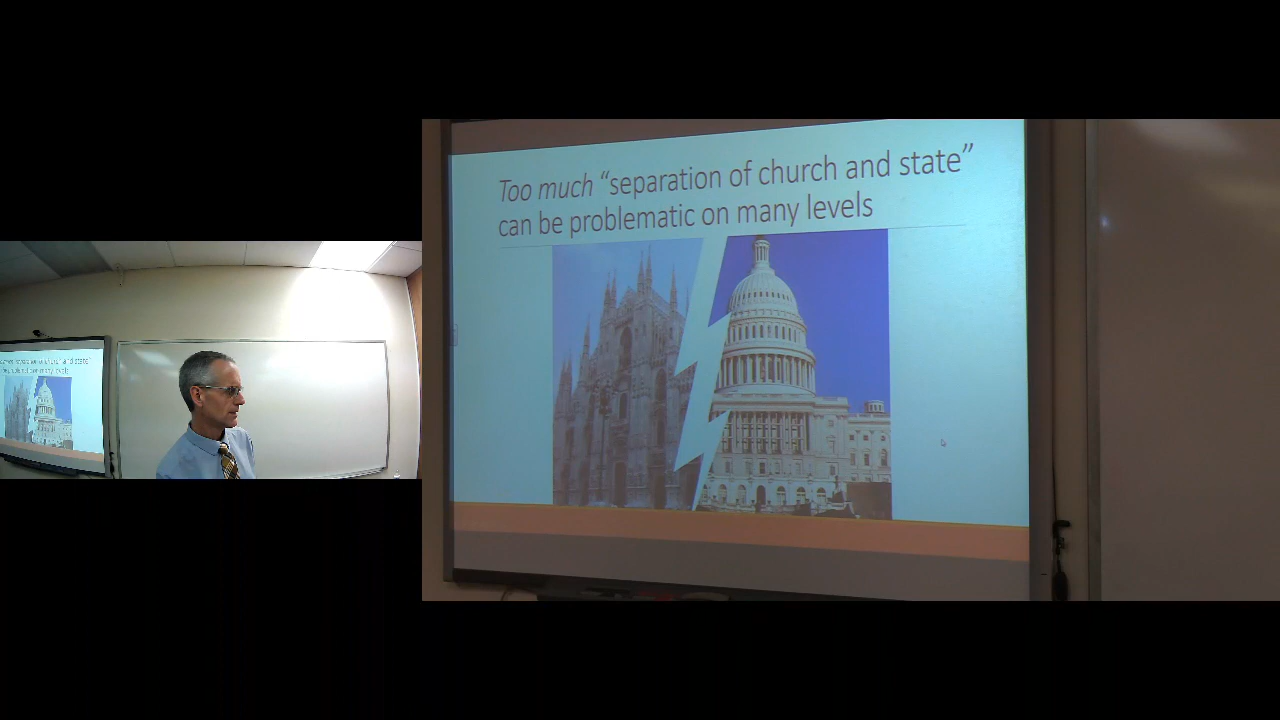 Too much “separation of church and state”
can be problematic on many levels